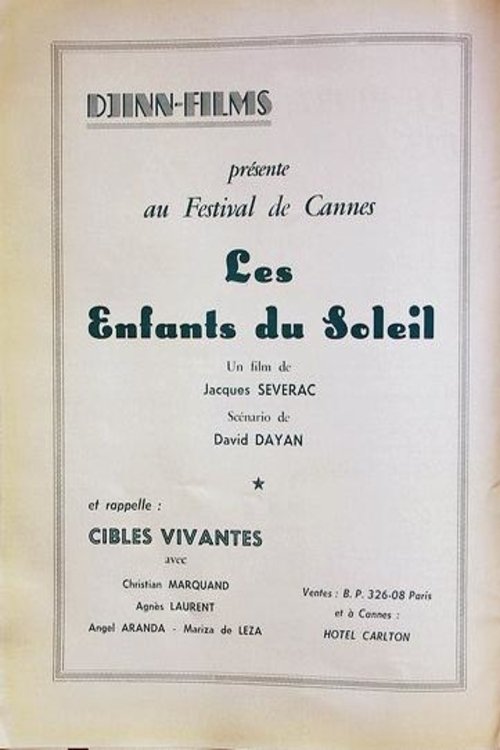 DJINN-FILMS
présente
au Festival de Cannes
Les
Enfants du Soleil
Un film de
Jacques SEVERAC
Scénario de
David DAYAN
et rappelle :
CIBLES VIVANTES
avec
Christian MARQUAND
Agnès LAURENT
Angel ARANDA - Mariza de LEZA
Ventes : B. P. 326-08 Paris
et à Cannes :
HOTEL CARLTON